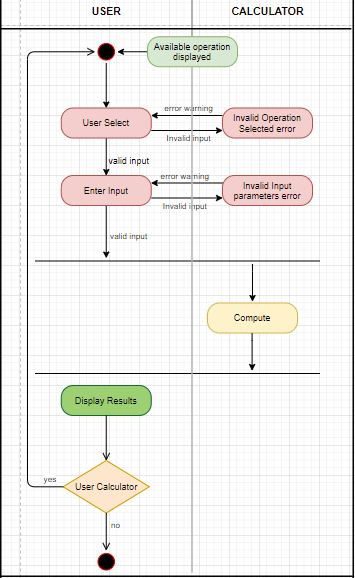 USER
CALCULATOR
Available operation
displayed
error warning
User Select
Invalid Operation
Selected error
Invalid input
valid input
error warning
Enter Input
Invalid Input
parameters error
Invalid input
valid input
Compute
Display Results
yes
User Calculator
no